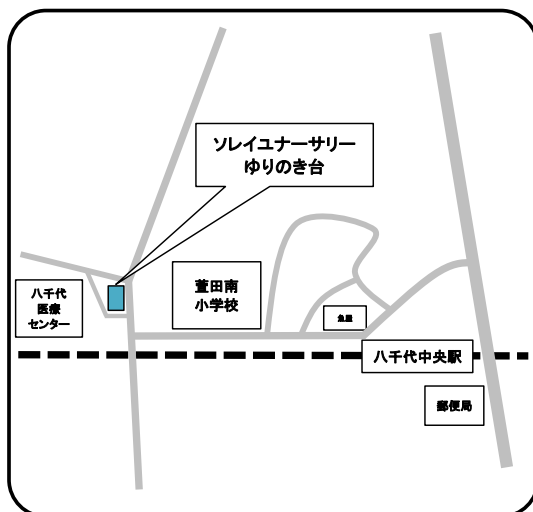 ソレイユナーサリー
ゆりのき台
萱田南
小学校
八千代
医療
センター
八千代中央駅
郵便局